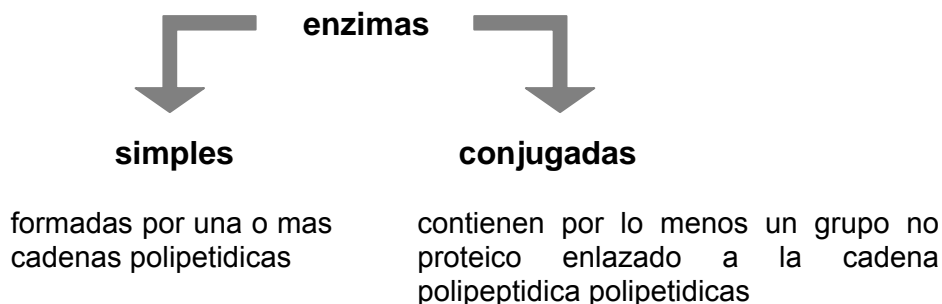 enzimas
simples
conjugadas
formadas por una o mas
cadenas polipetidicas
contienen por lo menos un grupo no
proteico enlazado a la cadena
polipeptidica polipetidicas